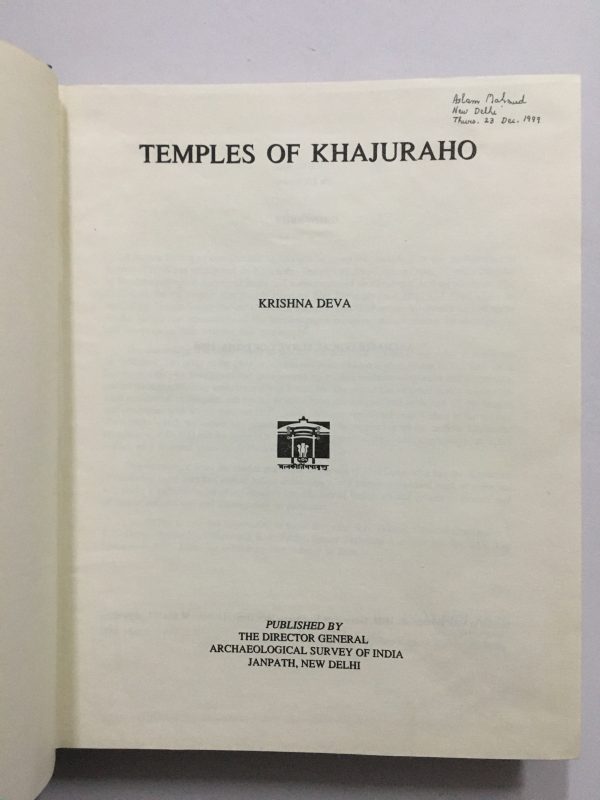 Aslam Mahmud
New Delhi
Thurs. 23 Dec. 1999
TEMPLES OF KHAJURAHO
KRISHNA DEVA
PUBLISHED BY
THE DIRECTOR GENERAL
ARCHAEOLOGICAL SURVEY OF INDIA
JANPATH, NEW DELHI